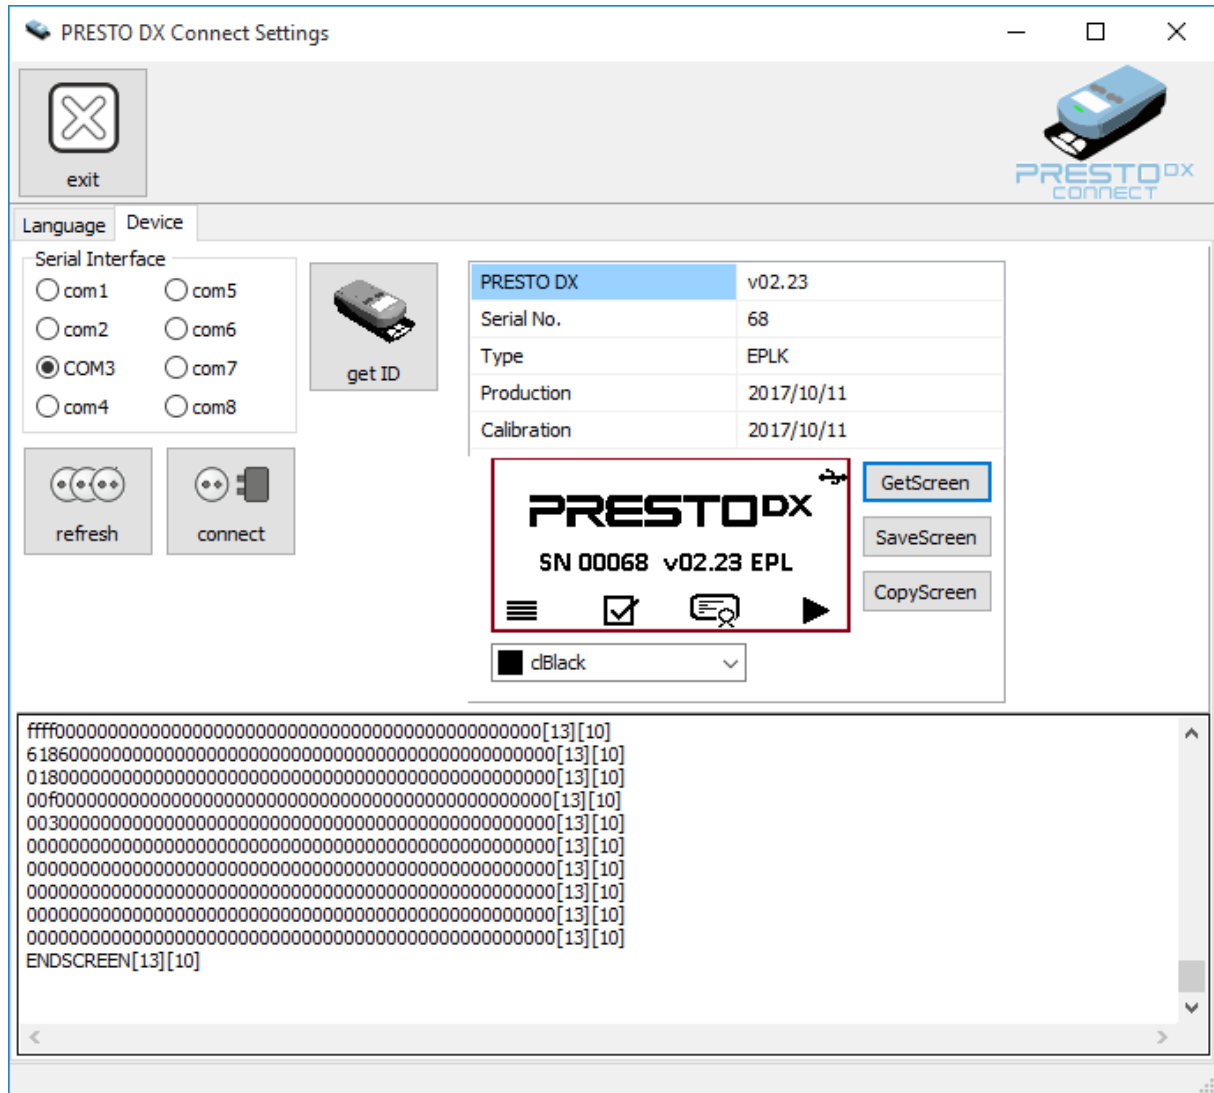 PRESTO DX Connect Settings
exit
PRESTO DX
CONNECT
Language Device
Serial Interface
com1 com5
com2 com6
COM3 com7
com4 com8
get ID
refresh connect
PRESTO DX v02.23
Serial No. 68
Type EPLK
Production 2017/10/11
Calibration 2017/10/11
PRESTO DX
SN 00068 v02.23 EPL
GetScreen
SaveScreen
CopyScreen
clBlack
ffff00000000000000000000000000000000000000000000[13][10]
618600000000000000000000000000000000000000000000[13][10]
018000000000000000000000000000000000000000000000[13][10]
00f000000000000000000000000000000000000000000000[13][10]
003000000000000000000000000000000000000000000000[13][10]
000000000000000000000000000000000000000000000000[13][10]
000000000000000000000000000000000000000000000000[13][10]
000000000000000000000000000000000000000000000000[13][10]
000000000000000000000000000000000000000000000000[13][10]
000000000000000000000000000000000000000000000000[13][10]
ENDSCREEN[13][10]